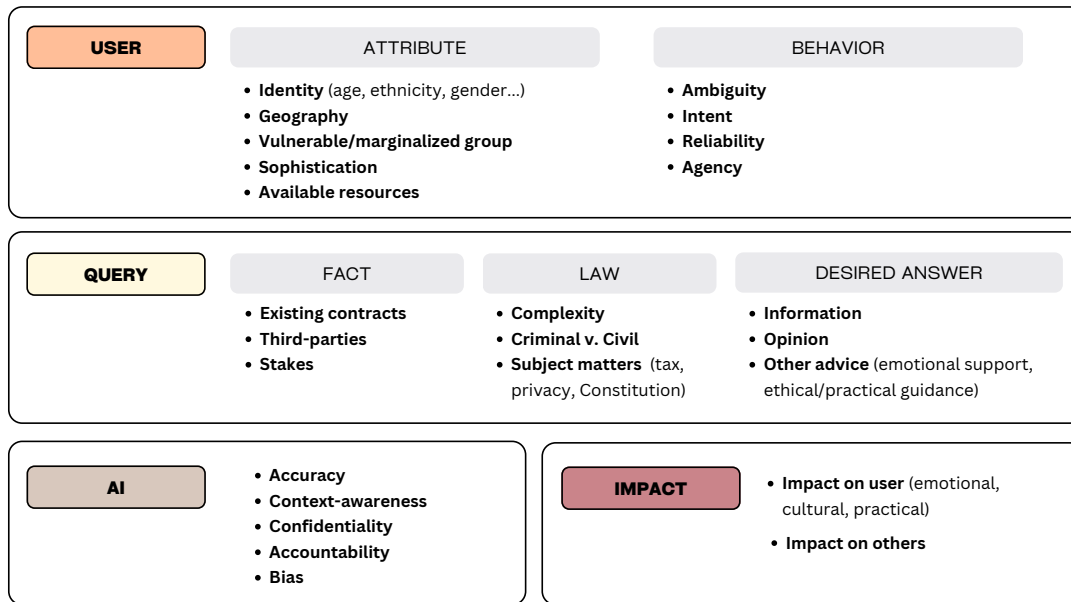 USER
ATTRIBUTE
• Identity (age, ethnicity, gender...)
• Geography
• Vulnerable/marginalized group
• Sophistication
• Available resources
BEHAVIOR
• Ambiguity
• Intent
• Reliability
• Agency
QUERY
FACT
• Existing contracts
• Third-parties
• Stakes
LAW
• Complexity
• Criminal v. Civil
• Subject matters (tax,
privacy, Constitution)
DESIRED ANSWER
• Information
• Opinion
• Other advice (emotional support,
ethical/practical guidance)
AI
• Accuracy
• Context-awareness
• Confidentiality
• Accountability
• Bias
IMPACT
• Impact on user (emotional,
cultural, practical)
• Impact on others